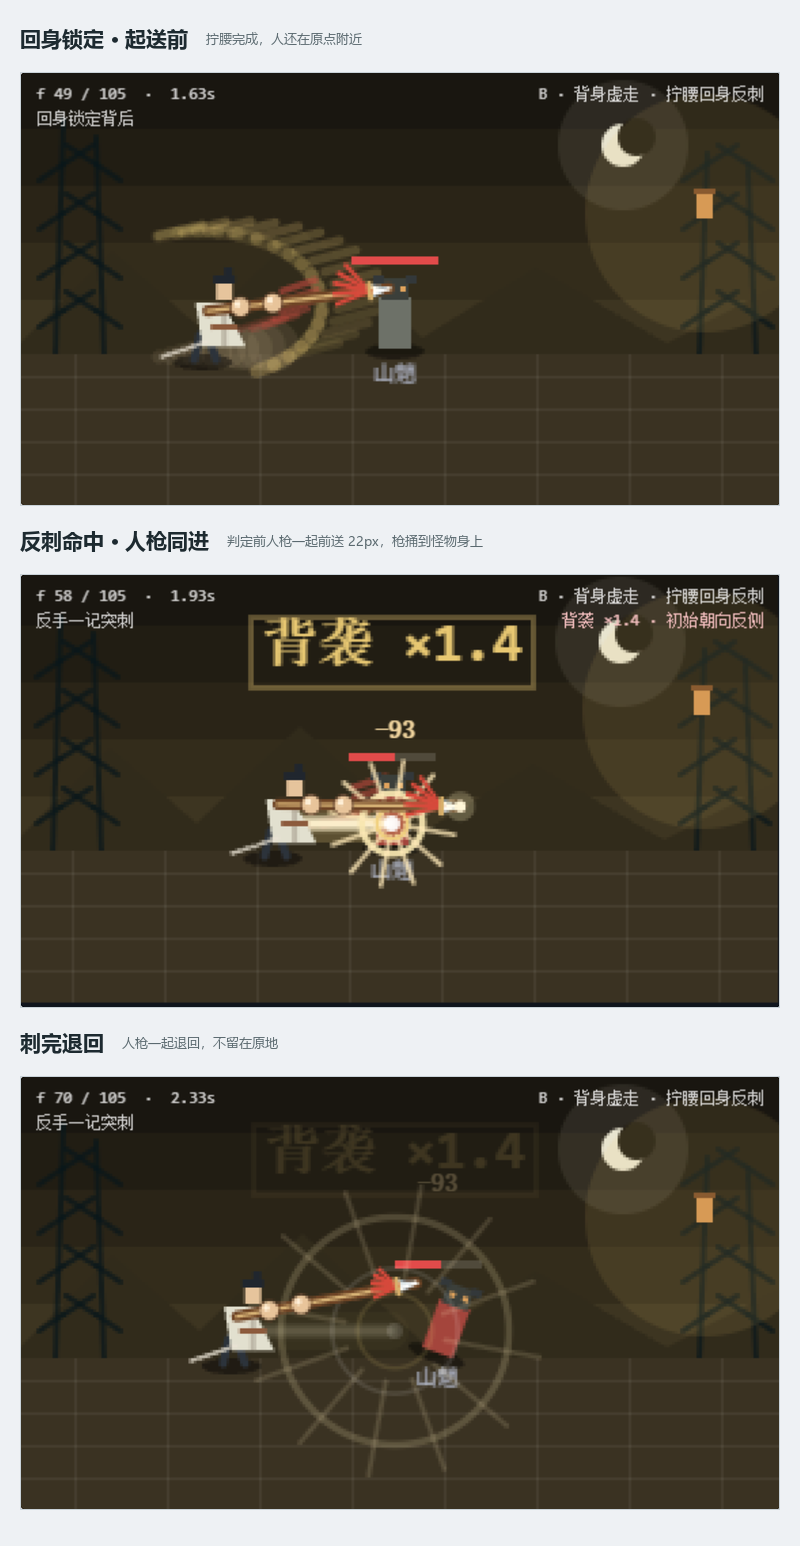 回身锁定 · 起送前 拧腰完成，人还在原点附近
f 49 / 105 · 1.63s B · 背身虚走 · 拧腰回身反刺
回身锁定背后
山魈
反刺命中 · 人枪同进 判定前人枪一起前送 22px，枪捅到怪物身上
f 58 / 105 · 1.93s B · 背身虚走 · 拧腰回身反刺
反手一记突刺 背袭 ×1.4 · 初始朝向反侧
背袭 ×1.4
−93
山魈
刺完退回 人枪一起退回，不留在原地
f 70 / 105 · 2.33s B · 背身虚走 · 拧腰回身反刺
反手一记突刺
背袭 ×1.4
−93
山魈